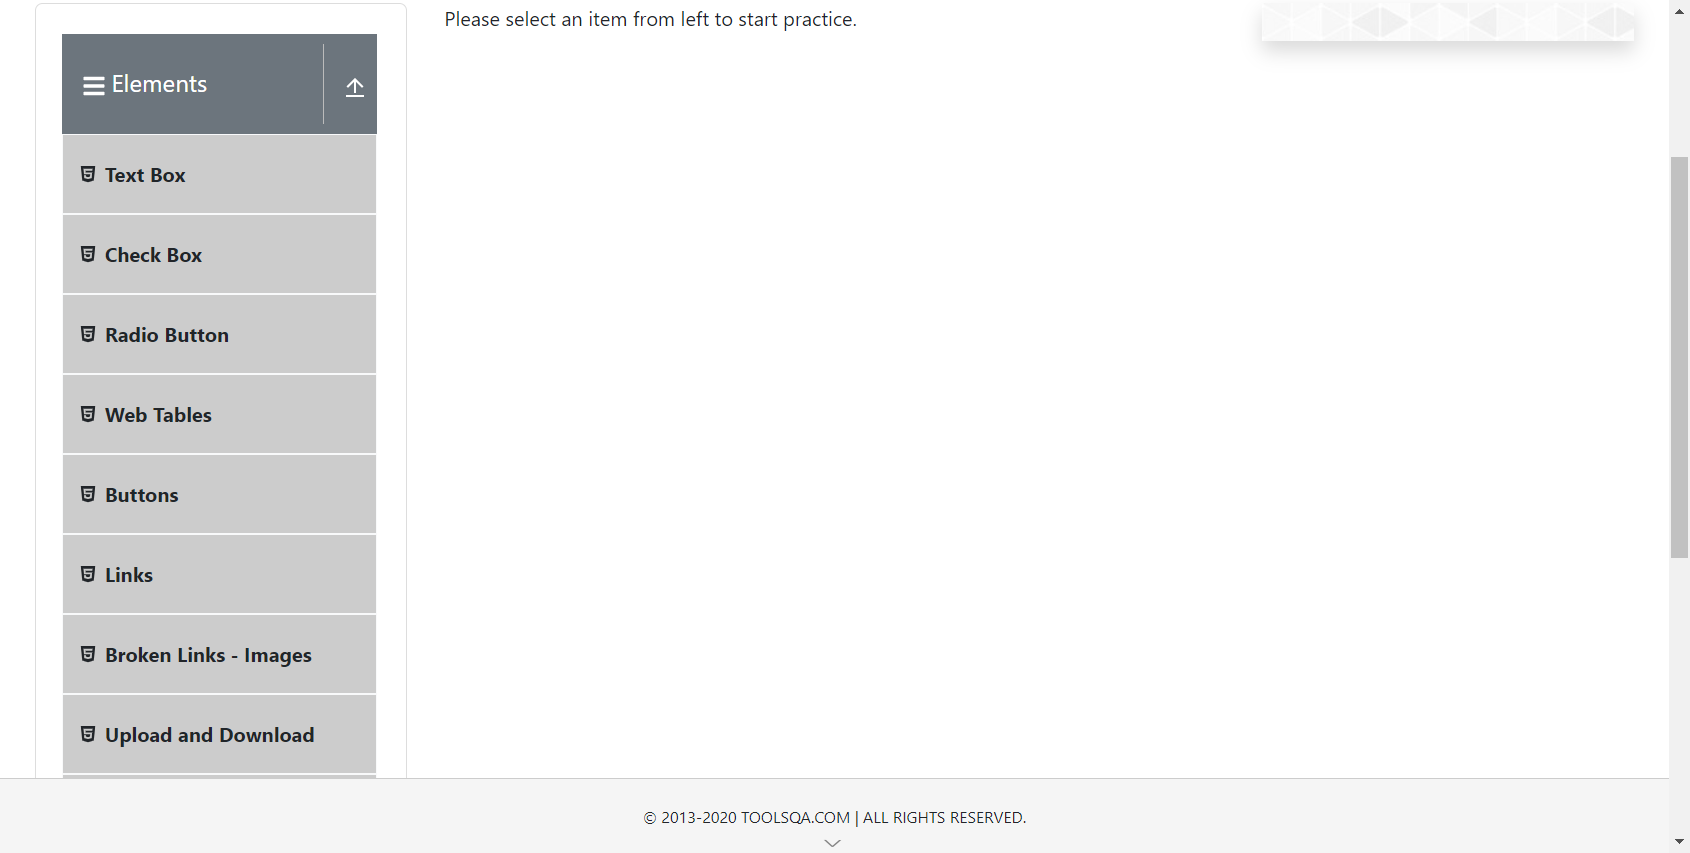 Please select an item from left to start practice.
Elements
Text Box
Check Box
Radio Button
Web Tables
Buttons
Links
Broken Links - Images
Upload and Download
© 2013-2020 TOOLSQA.COM | ALL RIGHTS RESERVED.